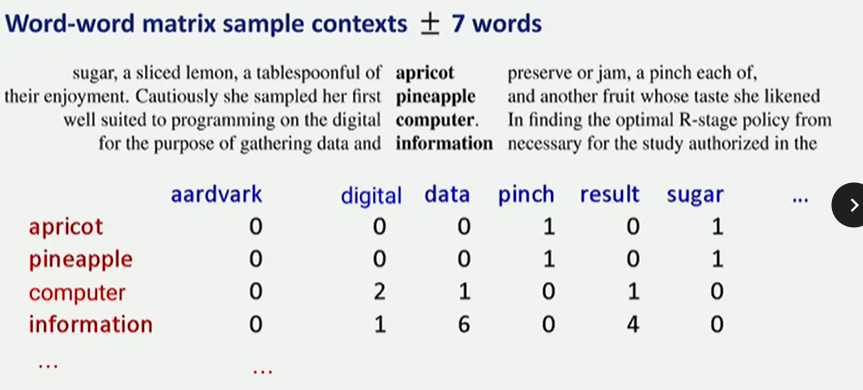 Word-word matrix sample contexts ± 7 words
sugar, a sliced lemon, a tablespoonful of apricot preserve or jam, a pinch each of,
their enjoyment. Cautiously she sampled her first pineapple and another fruit whose taste she likened
well suited to programming on the digital computer. In finding the optimal R-stage policy from
for the purpose of gathering data and information necessary for the study authorized in the
aardvark digital data pinch result sugar ...
apricot 0 0 0 1 0 1
pineapple 0 0 0 1 0 1
computer 0 2 1 0 1 0
information 0 1 6 0 4 0
... ...